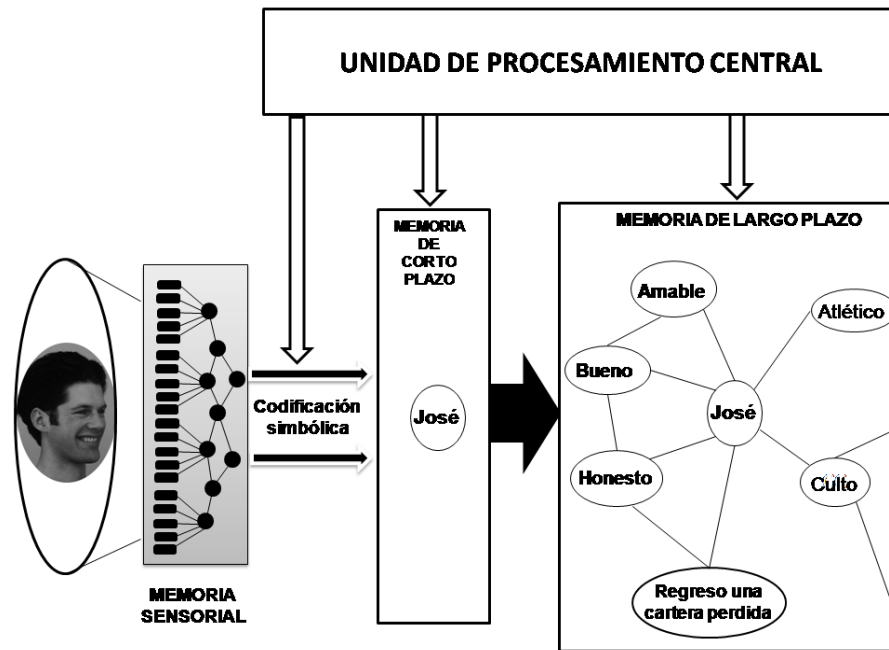 UNIDAD DE PROCESAMIENTO CENTRAL
MEMORIA
DE
CORTO
PLAZO
MEMORIA DE LARGO PLAZO
Amable
Atlético
Bueno
José
Codificación
simbólica
José
Honesto
Culto
Regreso una
cartera perdida
MEMORIA
SENSORIAL